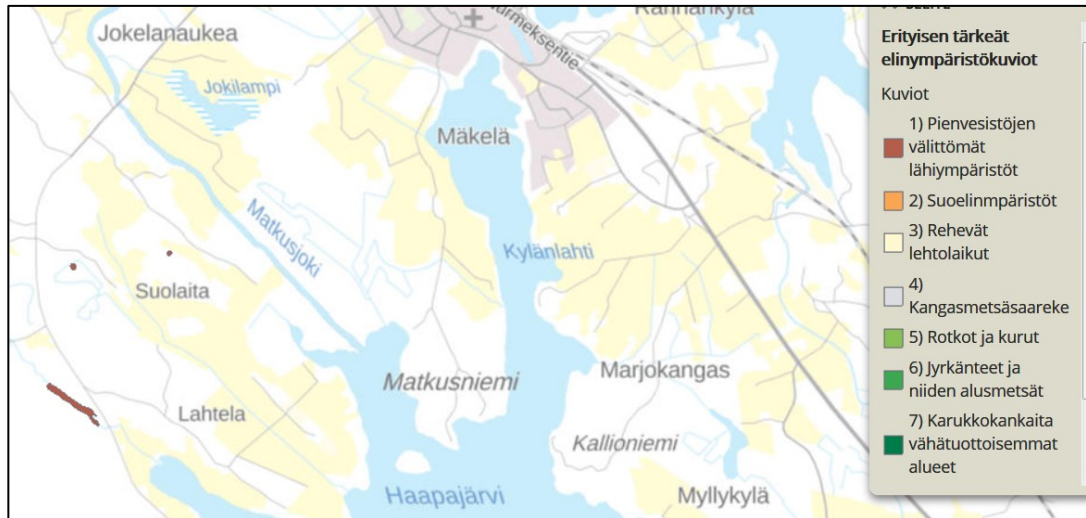 Jokelanaukea
Jokilampi
Mäkelä
Matkusjoki
Kylänlahti
Suolaita
Marjokangas
Matkusniemi
Lahtela
Kallioniemi
Haapajärvi
Myllykylä
Erityisen tärkeät
elinympäristökuviot
Kuviot
1) Pienvesistöjen
välittömät
lähiympäristöt
2) Suoelinmpäristöt
3) Rehevät
lehtolaikut
4)
Kangasmetsäsaareke
5) Rotkot ja kurut
6) Jyrkänteet ja
niiden alusmetsät
7) Karukkokankaita
vähätuottoisemmat
alueet